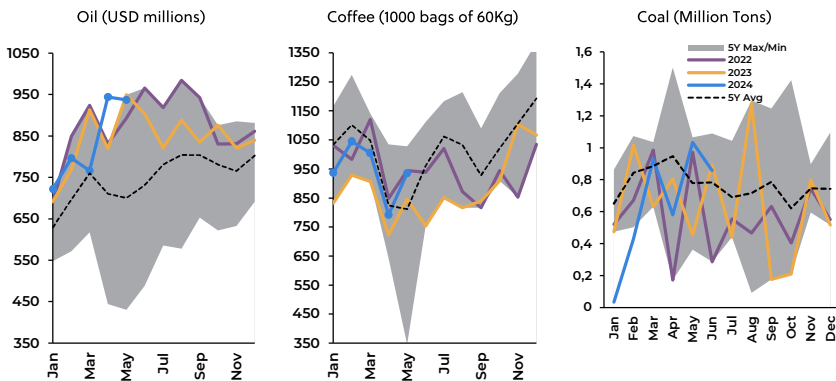 Oil (USD millions)
1050
950
850
750
650
550
450
350
Jan
Mar
May
Jul
Sep
Nov
Coffee (1000 bags of 60Kg)
1350
1250
1150
1050
950
850
750
650
550
450
350
Jan
Mar
May
Jul
Sep
Nov
Coal (Million Tons)
5Y Max/Min
2022
2023
2024
5Y Avg
1,6
1,4
1,2
1
0,8
0,6
0,4
0,2
0
Jan
Feb
Mar
Apr
May
Jun
Jul
Aug
Sep
Oct
Nov
Dec